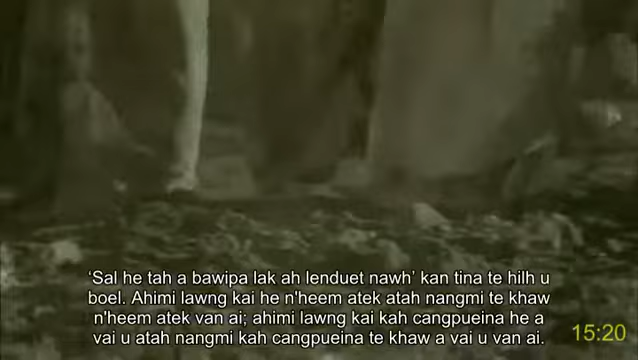 ‘Sal he tah a bawipa lak ah lenduet nawh’ kan tina te hilh u
boel. Ahimi lawng kai he n'heem atek atah nangmi te khaw
n'heem atek van ai; ahimi lawng kai kah cangpueina he a
vai u atah nangmi kah cangpueina te khaw a vai u van ai.
15:20